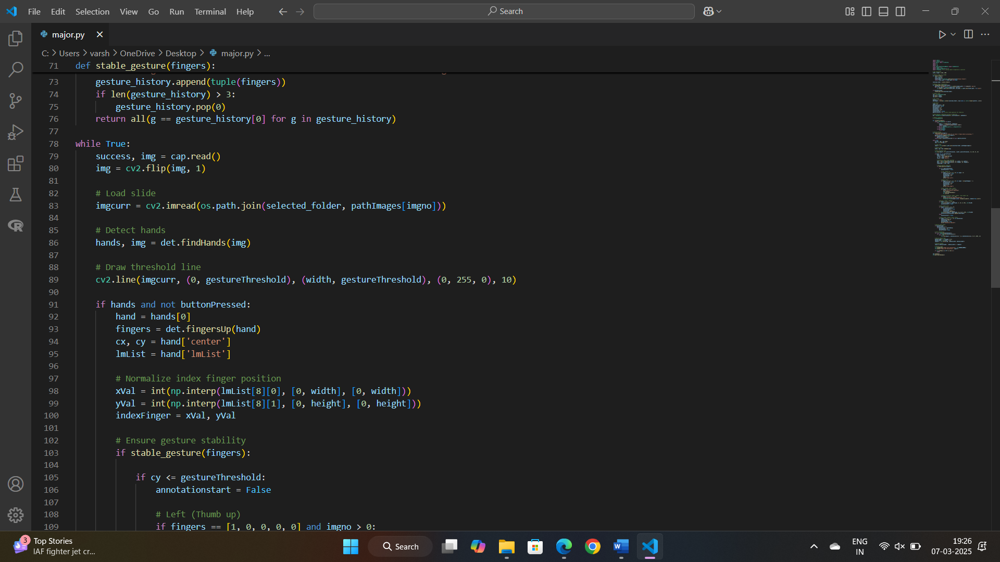 File Edit Selection View Go Run Terminal Help Search
major.py
C: > Users > varsh > OneDrive > Desktop > major.py > ...
71 def stable_gesture(fingers):
73 gesture_history.append(tuple(fingers))
74 if len(gesture_history) > 3:
75 gesture_history.pop(0)
76 return all(g == gesture_history[0] for g in gesture_history)
77
78 while True:
79 success, img = cap.read()
80 img = cv2.flip(img, 1)
81
82 # Load slide
83 imgcurr = cv2.imread(os.path.join(selected_folder, pathImages[imgno]))
84
85 # Detect hands
86 hands, img = det.findHands(img)
87
88 # Draw threshold line
89 cv2.line(imgcurr, (0, gestureThreshold), (width, gestureThreshold), (0, 255, 0), 10)
90
91 if hands and not buttonPressed:
92 hand = hands[0]
93 fingers = det.fingersUp(hand)
94 cx, cy = hand['center']
95 lmList = hand['lmList']
96
97 # Normalize index finger position
98 xVal = int(np.interp(lmList[8][0], [0, width], [0, width]))
99 yVal = int(np.interp(lmList[8][1], [0, height], [0, height]))
100 indexFinger = xVal, yVal
101
102 # Ensure gesture stability
103 if stable_gesture(fingers):
104
105 if cy <= gestureThreshold:
106 annotationstart = False
107
108 # Left (Thumb up)
109 if fingers == [1, 0, 0, 0, 0] and imgno > 0:
3 Top Stories
IAF fighter jet cr...
Search
ENG
IN
19:26
07-03-2025